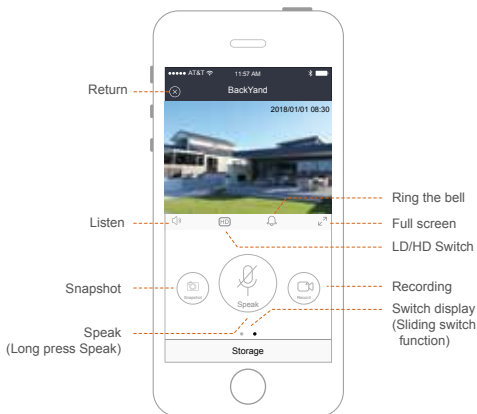 ●●●●● AT&T
11:57 AM
Return
BackYand
2018/01/01 08:30
Ring the bell
Listen
HD
Full screen
LD/HD Switch
Snapshot
Snapshot
Speak
Record
Recording
Speak
(Long press Speak)
Switch display
(Sliding switch
function)
Storage